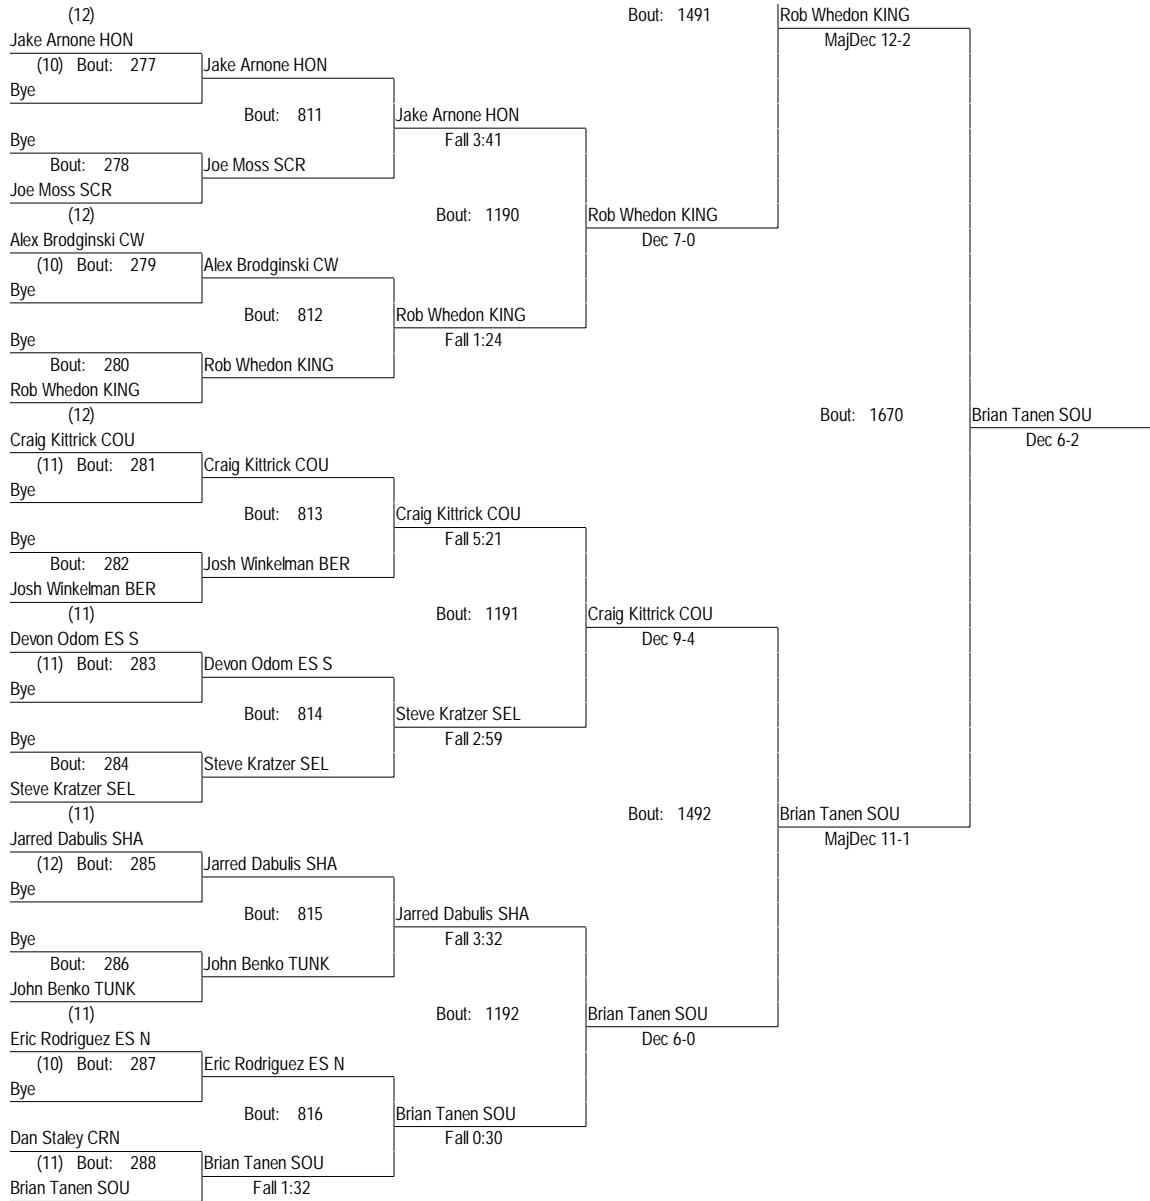 (12)
Bout: 1491
Rob Whedon KING
Jake Arnone HON
MajDec 12-2
(10) Bout: 277
Jake Arnone HON
Bye
Bout: 811
Jake Arnone HON
Bye
Fall 3:41
Bout: 278
Joe Moss SCR
Joe Moss SCR
(12)
Bout: 1190
Rob Whedon KING
Alex Brodginski CW
Dec 7-0
(10) Bout: 279
Alex Brodginski CW
Bye
Bout: 812
Rob Whedon KING
Bye
Fall 1:24
Bout: 280
Rob Whedon KING
Rob Whedon KING
(12)
Bout: 1670
Brian Tanen SOU
Craig Kittrick COU
Dec 6-2
(11) Bout: 281
Craig Kittrick COU
Bye
Bout: 813
Craig Kittrick COU
Bye
Fall 5:21
Bout: 282
Josh Winkelman BER
Josh Winkelman BER
(11)
Bout: 1191
Craig Kittrick COU
Devon Odom ES S
Dec 9-4
(11) Bout: 283
Devon Odom ES S
Bye
Bout: 814
Steve Kratzer SEL
Bye
Fall 2:59
Bout: 284
Steve Kratzer SEL
Steve Kratzer SEL
(11)
Bout: 1492
Brian Tanen SOU
Jarred Dabulis SHA
MajDec 11-1
(12) Bout: 285
Jarred Dabulis SHA
Bye
Bout: 815
Jarred Dabulis SHA
Bye
Fall 3:32
Bout: 286
John Benko TUNK
John Benko TUNK
(11)
Bout: 1192
Brian Tanen SOU
Eric Rodriguez ES N
Dec 6-0
(10) Bout: 287
Eric Rodriguez ES N
Bye
Bout: 816
Brian Tanen SOU
Dan Staley CRN
Fall 0:30
(11) Bout: 288
Brian Tanen SOU
Brian Tanen SOU
Fall 1:32